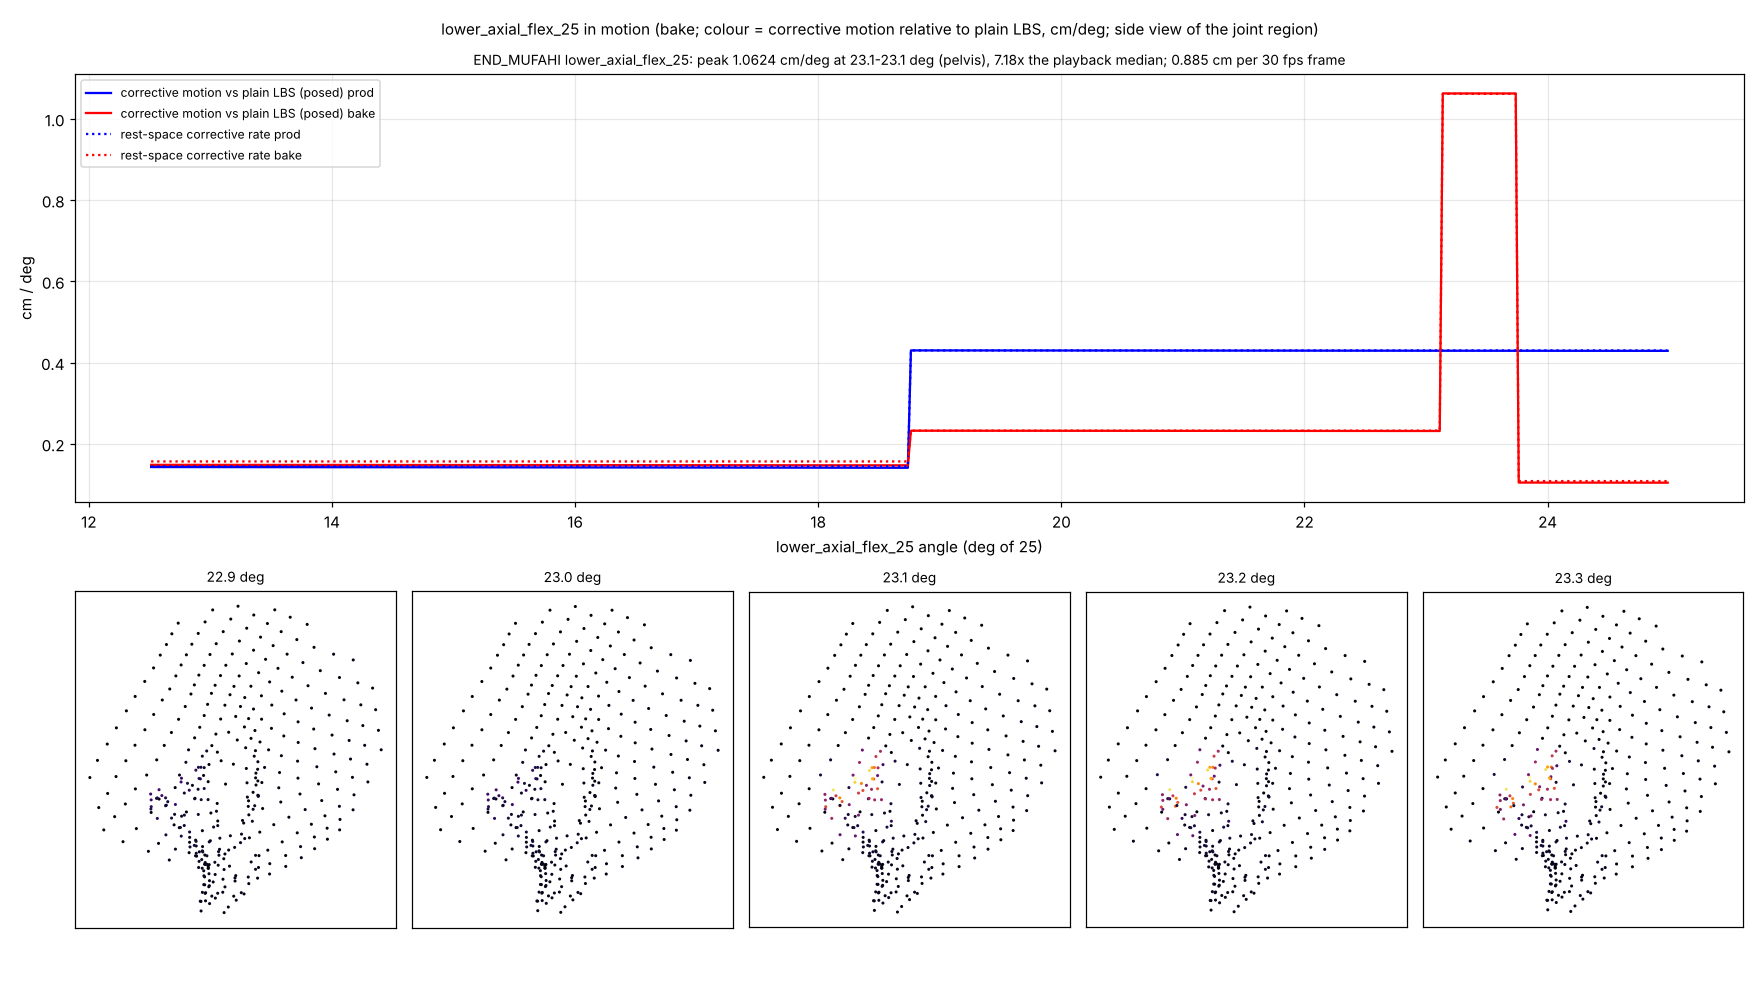 lower_axial_flex_25 in motion (bake; colour = corrective motion relative to plain LBS, cm/deg; side view of the joint region)
END_MUFAHI lower_axial_flex_25: peak 1.0624 cm/deg at 23.1-23.1 deg (pelvis), 7.18x the playback median; 0.885 cm per 30 fps frame
corrective motion vs plain LBS (posed) prod
corrective motion vs plain LBS (posed) bake
rest-space corrective rate prod
rest-space corrective rate bake
cm / deg
1.0
0.8
0.6
0.4
0.2
12 14 16 18 20 22 24
lower_axial_flex_25 angle (deg of 25)
22.9 deg 23.0 deg 23.1 deg 23.2 deg 23.3 deg